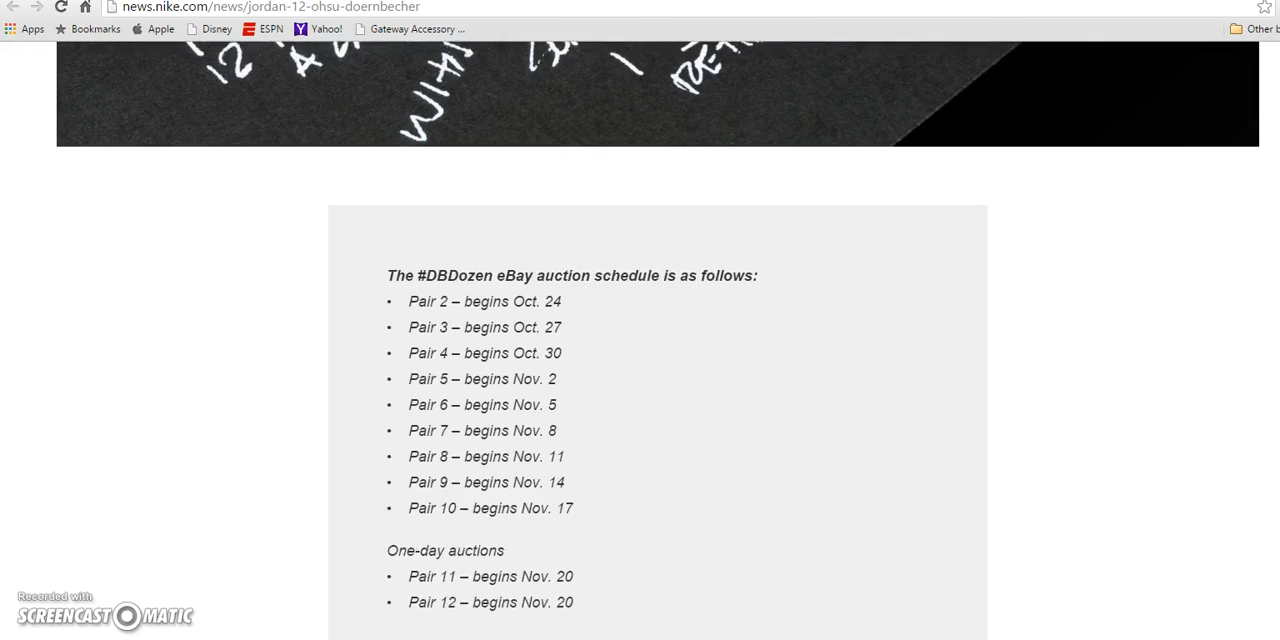 news.nike.com/news/jordan-12-ohsu-doernbecher
Apps Bookmarks Apple Disney ESPN Yahoo! Gateway Accessory ... Other b
12
A
WITH
1
The #DBDozen eBay auction schedule is as follows:
• Pair 2 – begins Oct. 24
• Pair 3 – begins Oct. 27
• Pair 4 – begins Oct. 30
• Pair 5 – begins Nov. 2
• Pair 6 – begins Nov. 5
• Pair 7 – begins Nov. 8
• Pair 8 – begins Nov. 11
• Pair 9 – begins Nov. 14
• Pair 10 – begins Nov. 17
One-day auctions
• Pair 11 – begins Nov. 20
• Pair 12 – begins Nov. 20
Recorded with
SCREENCAST-O-MATIC